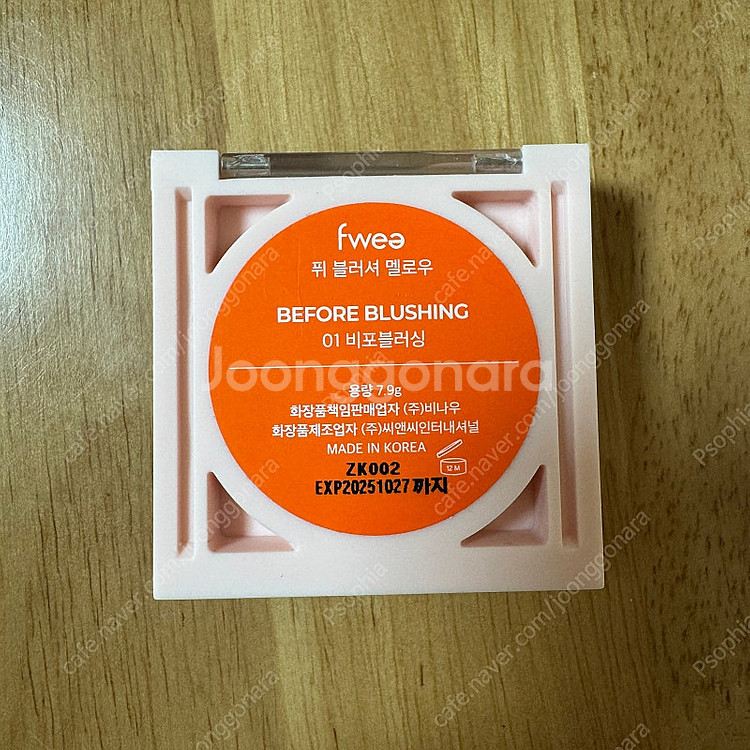 fwee
퓌 블러셔 멜로우
BEFORE BLUSHING
01 비포블러싱
Joonggonara
용량 7.9g
화장품책임판매업자 (주)비나우
화장품제조업자 (주)씨앤씨인터내셔널
MADE IN KOREA
12 M
ZK002
EXP20251027 까지
Psophia
cafe.naver.com/joonggonara